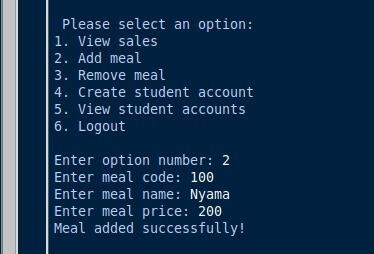 Please select an option:
1. View sales
2. Add meal
3. Remove meal
4. Create student account
5. View student accounts
6. Logout
Enter option number: 2
Enter meal code: 100
Enter meal name: Nyama
Enter meal price: 200
Meal added successfully!